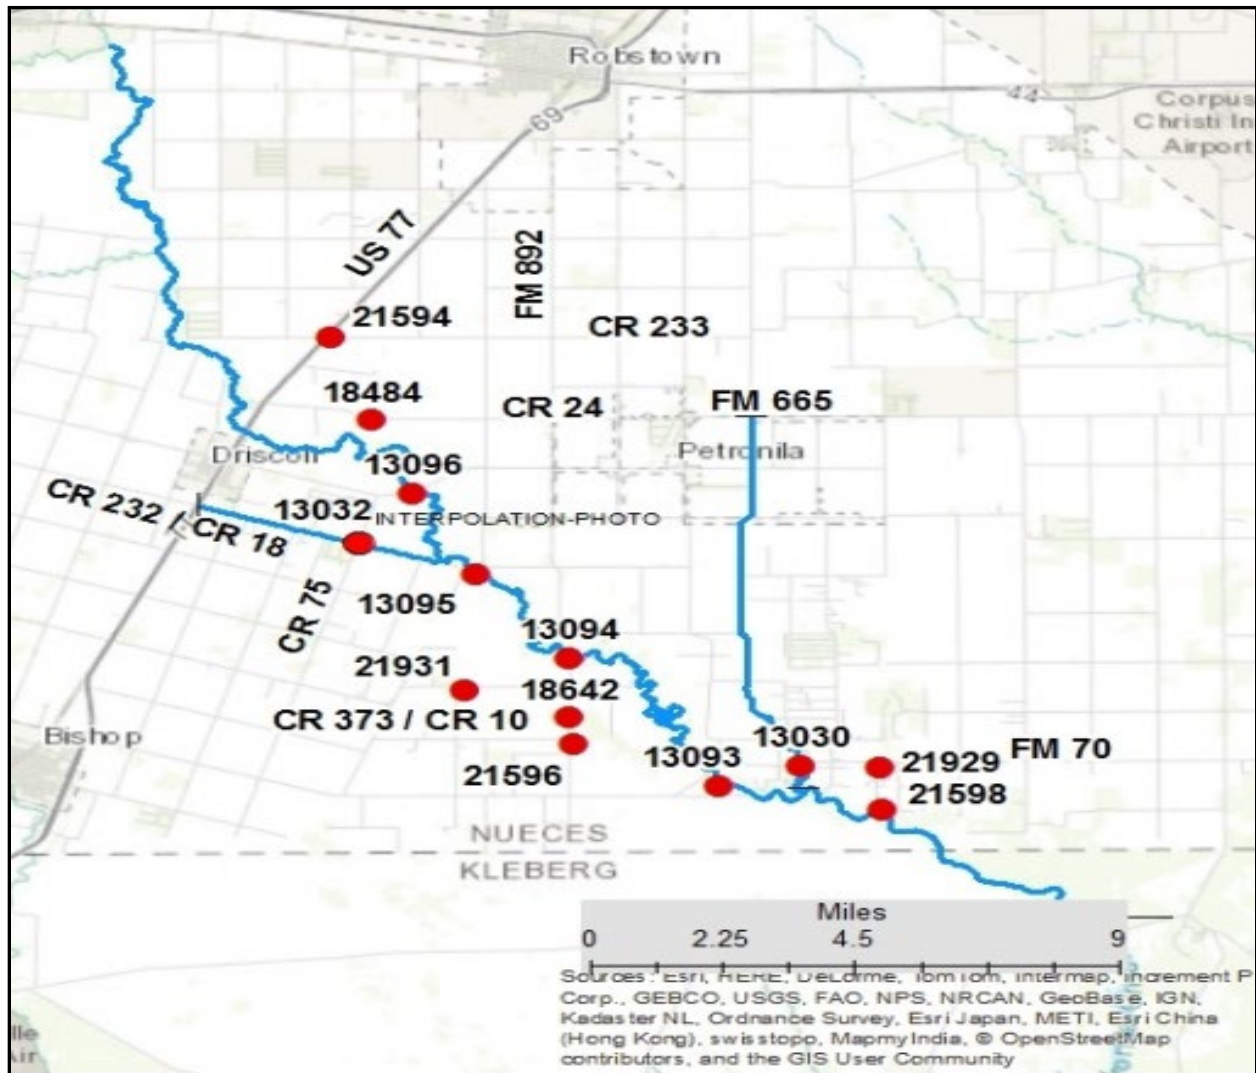 Robstown
44
Corpus
Christi In
Airport
69
US 77
FM 892
21594
CR 233
18484
CR 24
FM 665
Driscoll
13096
Petronila
CR 232 / CR 18
13032
INTERPOLATION-PHOTO
CR 75
13095
13094
21931
18642
CR 373 / CR 10
Bishop
13093
13030
FM 70
21596
21929
21598
NUECES
KLEBERG
Miles
0 2.25 4.5 9
Sources: Esri, HERE, DeLorme, TomTom, Intermap, increment P
Corp., GEBCO, USGS, FAO, NPS, NRCAN, GeoBase, IGN,
Kadaster NL, Ordnance Survey, Esri Japan, METI, Esri China
(Hong Kong), swisstopo, MapmyIndia, © OpenStreetMap
contributors, and the GIS User Community
lle
Air